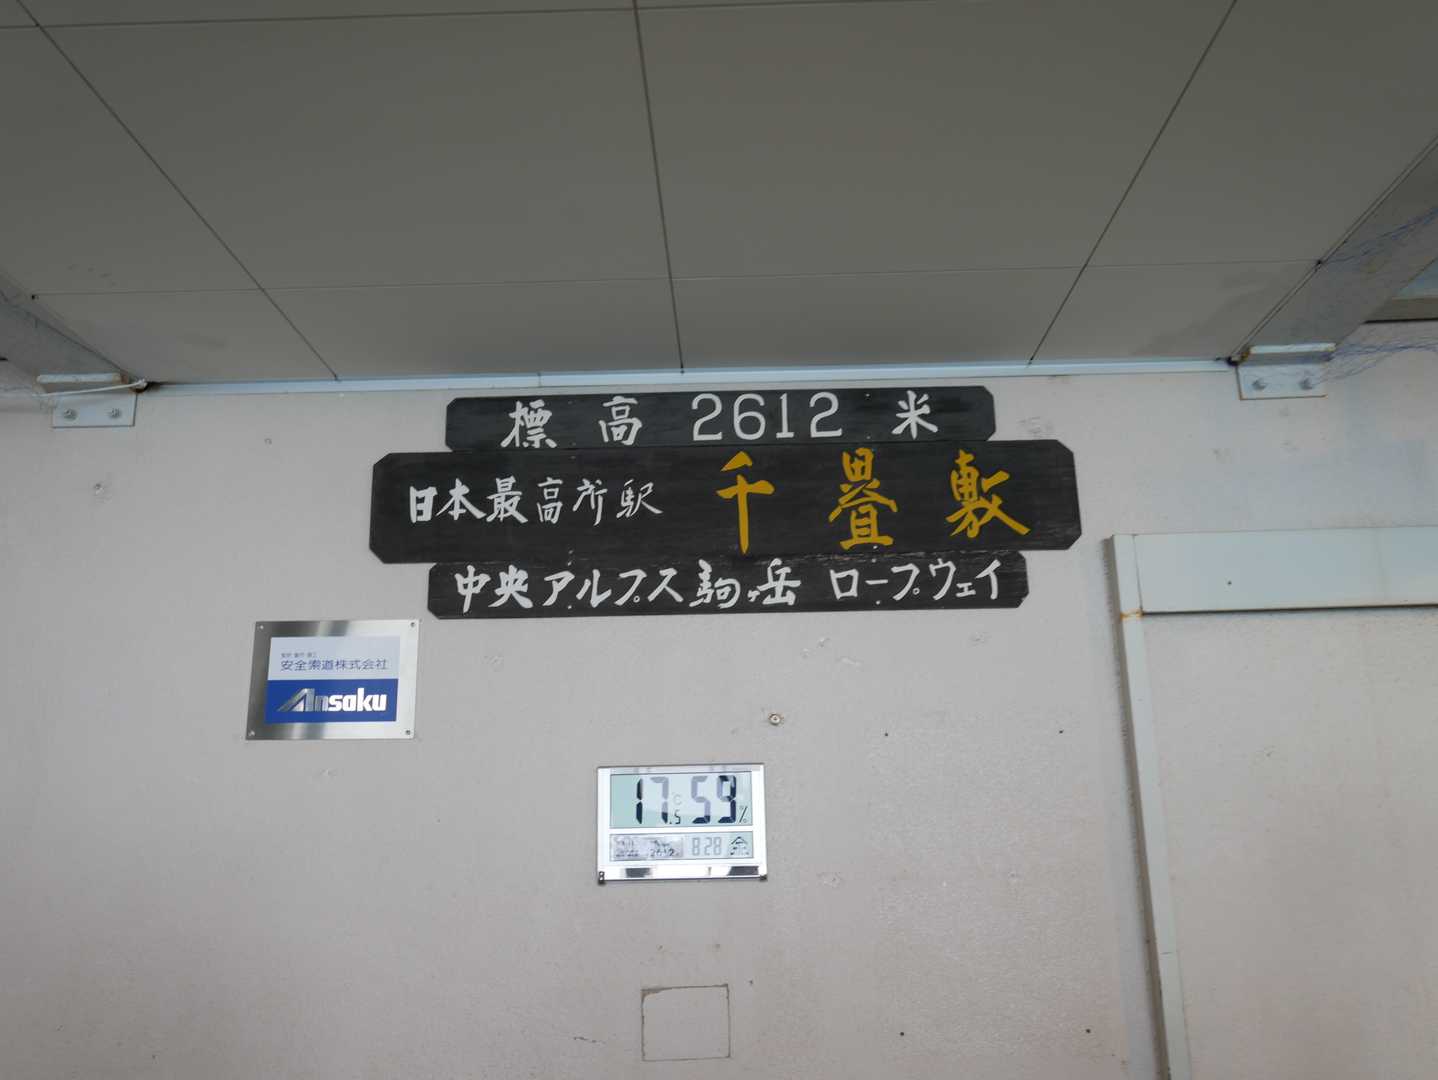 標高 2612 米
日本最高所駅 千畳敷
中央アルプス駒ヶ岳 ロープウェイ
安全索道株式会社
Ansaku
17.5 ℃ 59 %
8 28 金